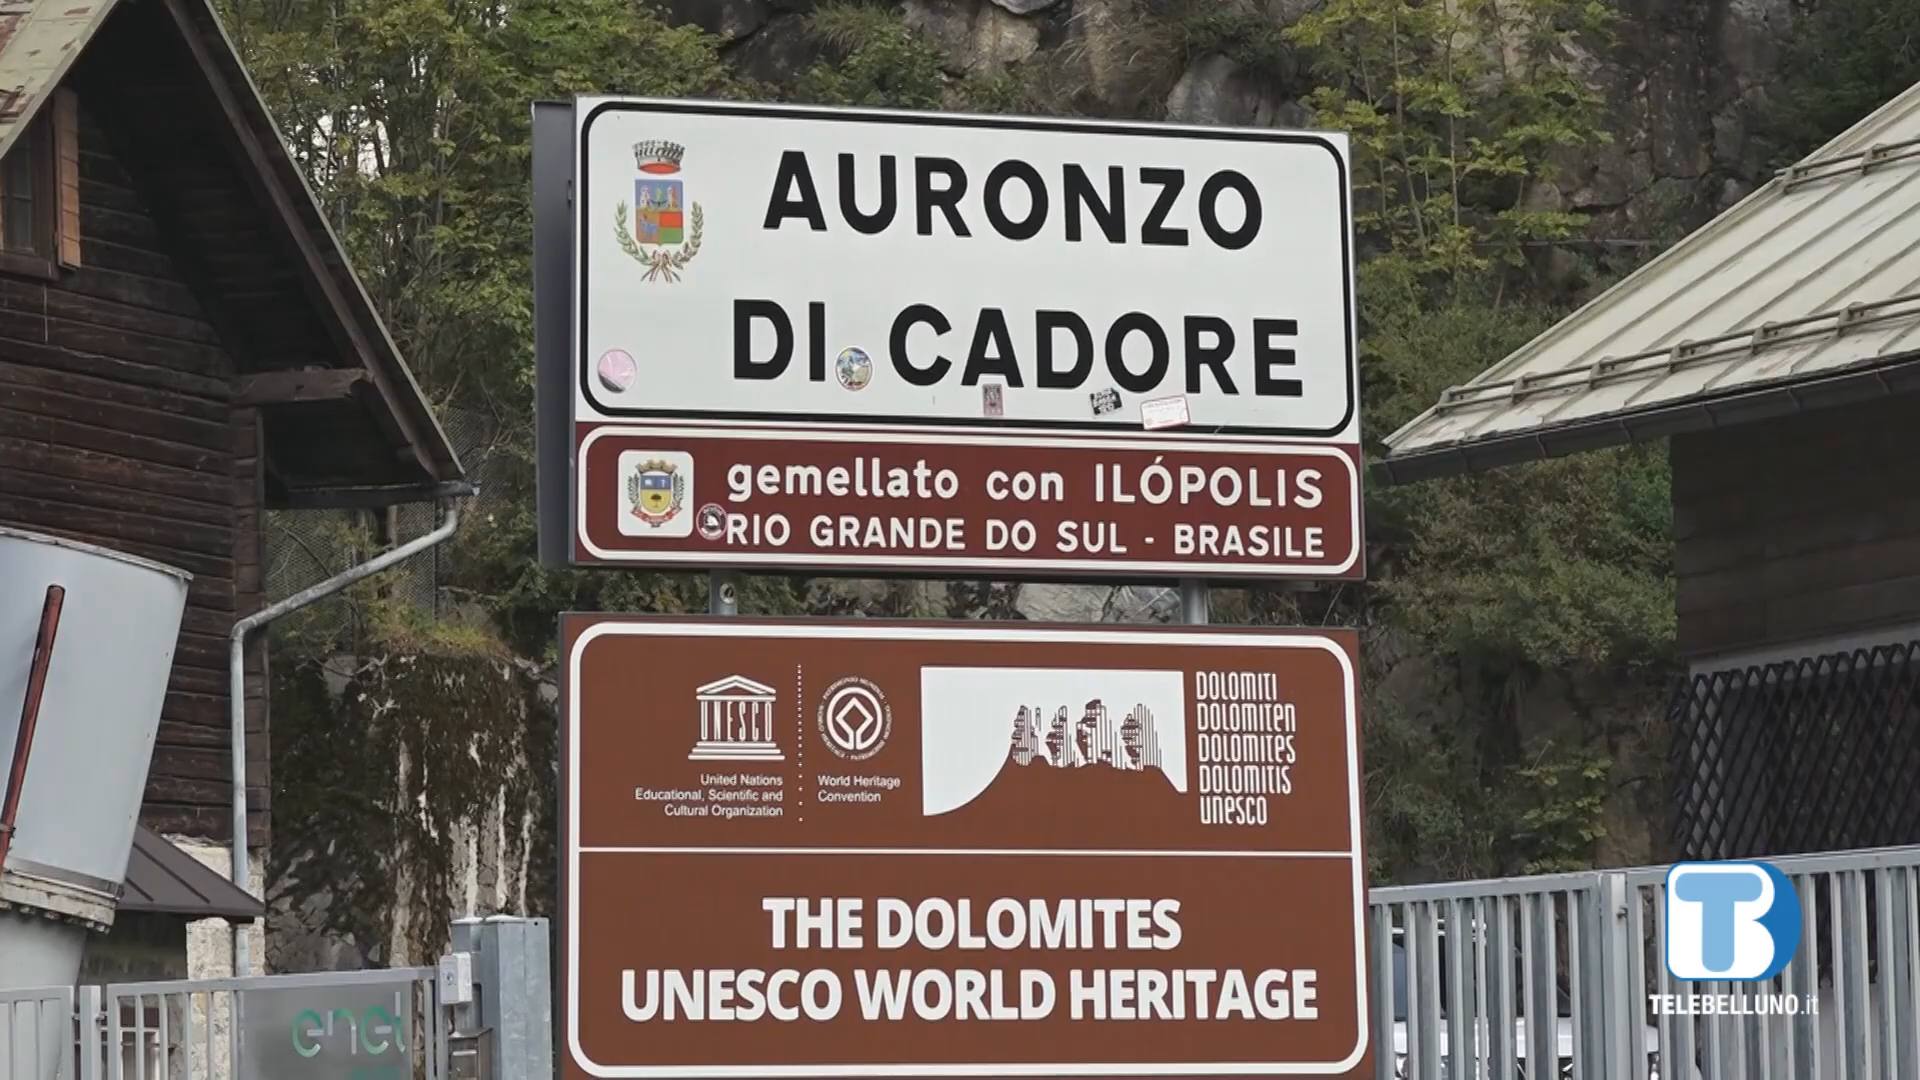 AURONZO
DI CADORE
gemellato con ILÓPOLIS
RIO GRANDE DO SUL - BRASILE
UNESCO
United Nations
Educational, Scientific and
Cultural Organization
World Heritage
Convention
DOLOMITI
DOLOMITEN
DOLOMITES
DOLOMITIS
UNESCO
THE DOLOMITES
UNESCO WORLD HERITAGE
enel
TB
TELEBELLUNO.it